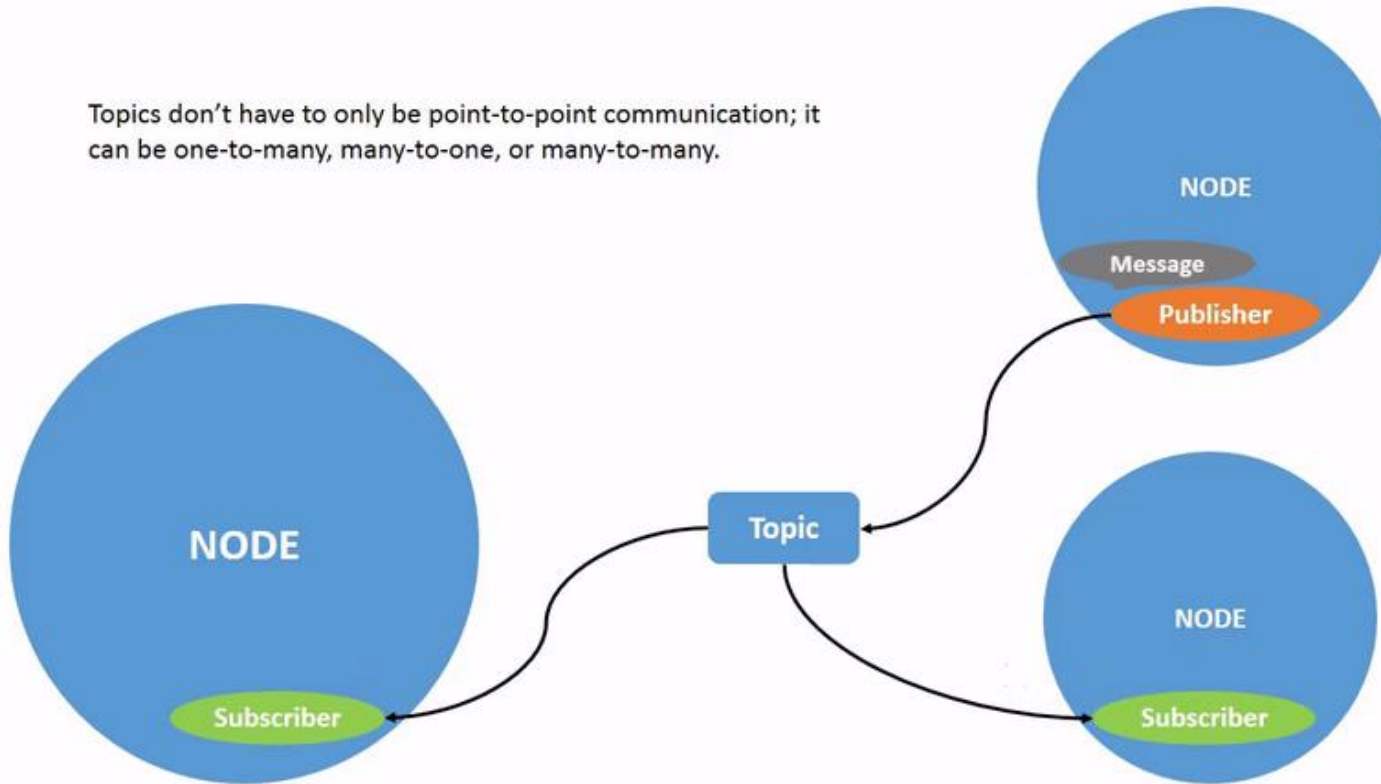 Topics don't have to only be point-to-point communication; it
can be one-to-many, many-to-one, or many-to-many.
NODE
Message
Publisher
Topic
NODE
Subscriber
NODE
Subscriber